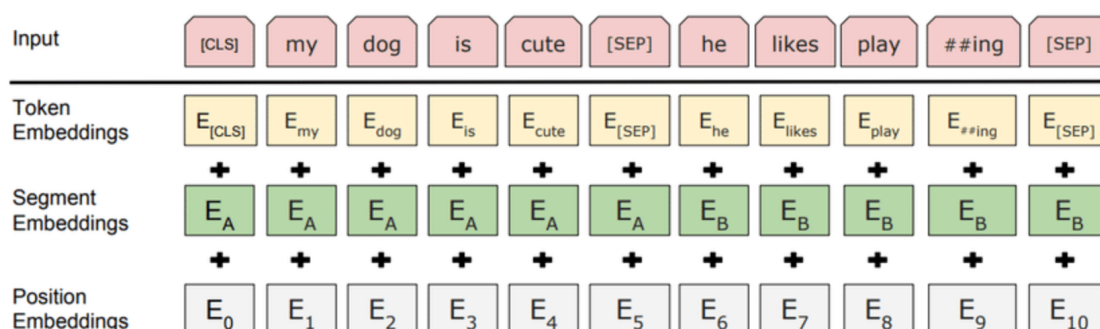 Input [CLS] my dog is cute [SEP] he likes play ##ing [SEP]
Token
Embeddings E[CLS] Emy Edog Eis Ecute E[SEP] Ehe Elikes Eplay E##ing E[SEP]
Segment
Embeddings EA EA EA EA EA EA EB EB EB EB EB
Position
Embeddings E0 E1 E2 E3 E4 E5 E6 E7 E8 E9 E10